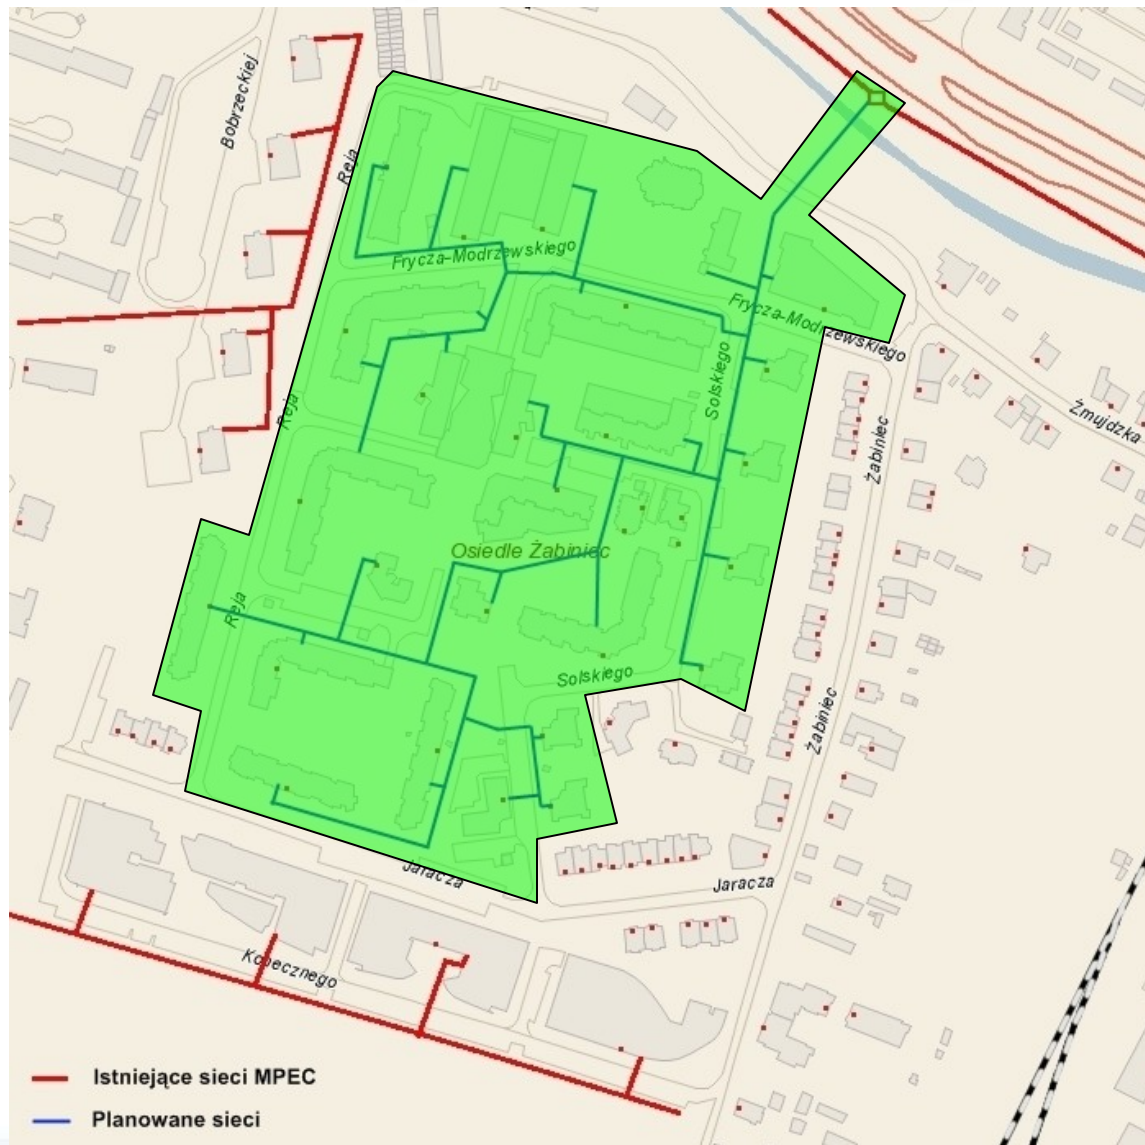 Bobrzeckiej
Reja
Frycza-Modrzewskiego
Frycza-Modrzewskiego
Solskiego
Żmujdzka
Żabiniec
Reja
Osiedle Żabiniec
Reja
Solskiego
Żabiniec
Jaracza
Jaracza
Konecznego
Istniejące sieci MPEC
Planowane sieci